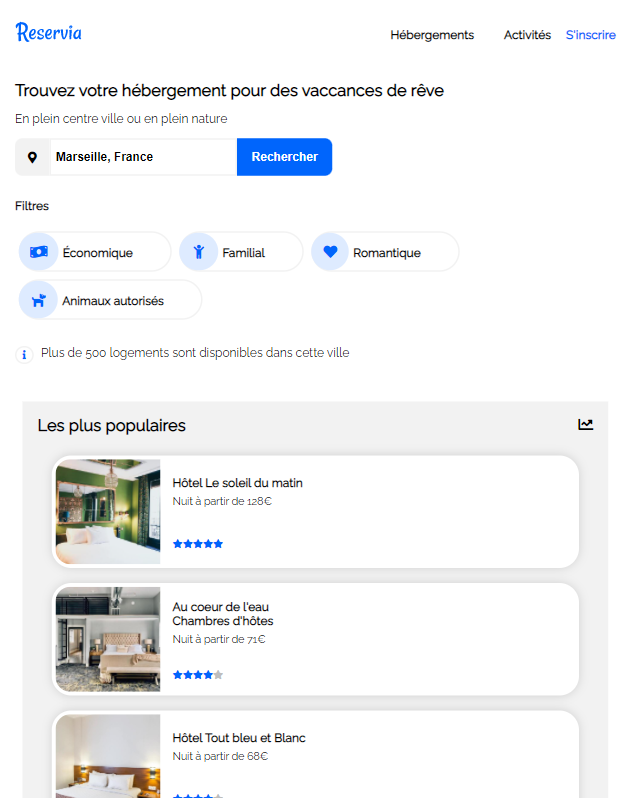 Reservia
Hébergements Activités S'inscrire
Trouvez votre hébergement pour des vaccances de rêve
En plein centre ville ou en plein nature
Marseille, France Rechercher
Filtres
Économique Familial Romantique
Animaux autorisés
Plus de 500 logements sont disponibles dans cette ville
Les plus populaires
Hôtel Le soleil du matin
Nuit à partir de 128€
Au coeur de l'eau
Chambres d'hôtes
Nuit à partir de 71€
Hôtel Tout bleu et Blanc
Nuit à partir de 68€